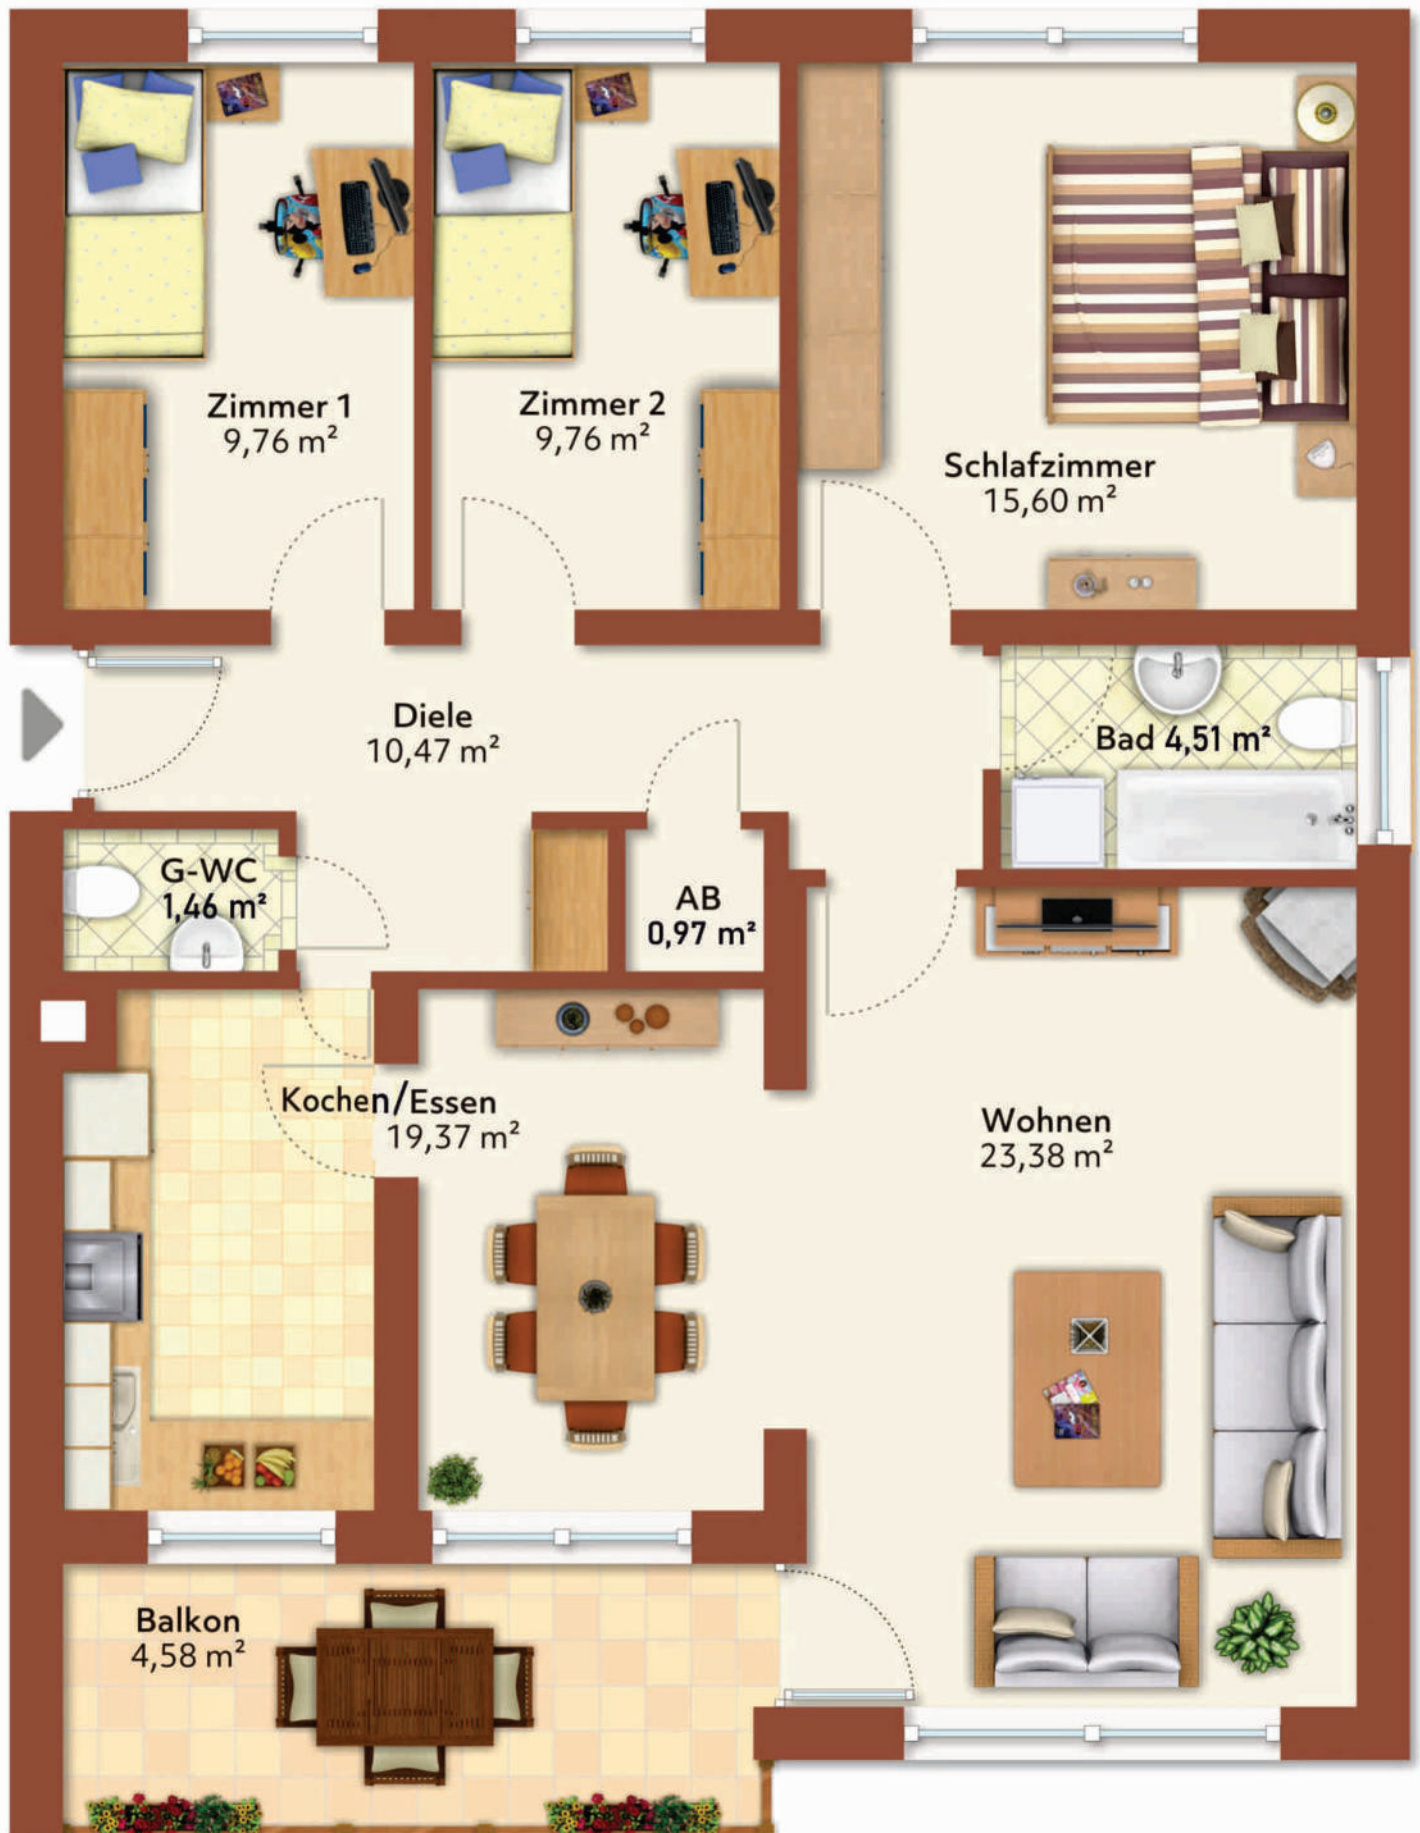 Zimmer 1
9,76 m²
Zimmer 2
9,76 m²
Schlafzimmer
15,60 m²
Diele
10,47 m²
Bad 4,51 m²
G-WC
1,46 m²
AB
0,97 m²
Kochen/Essen
19,37 m²
Wohnen
23,38 m²
Balkon
4,58 m²